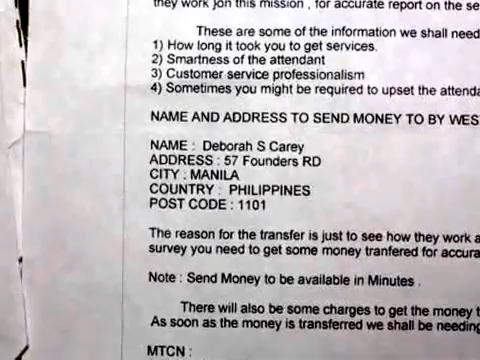 they work jon this mission , for accurate report on the se
These are some of the information we shall need
1) How long it took you to get services.
2) Smartness of the attendant
3) Customer service professionalism
4) Sometimes you might be required to upset the attenda
NAME AND ADDRESS TO SEND MONEY TO BY WES
NAME : Deborah S Carey
ADDRESS : 57 Founders RD
CITY : MANILA
COUNTRY : PHILIPPINES
POST CODE : 1101
The reason for the transfer is just to see how they work a
survey you need to get some money tranfered for accura
Note : Send Money to be available in Minutes .
There will also be some charges to get the money t
As soon as the money is transferred we shall be needing
MTCN :